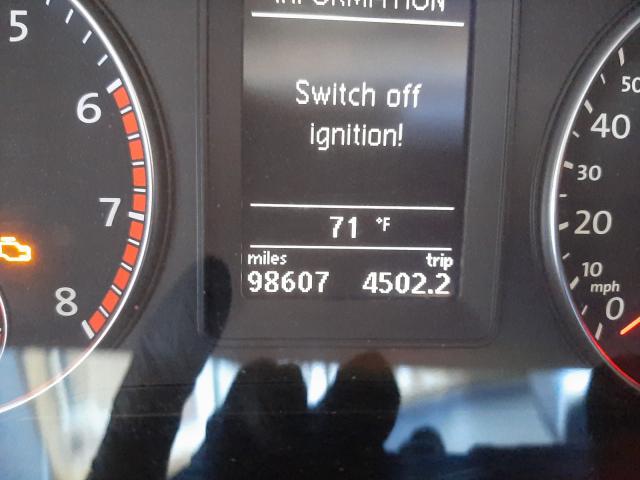 INFORMATION
Switch off
ignition!
71 °F
miles trip
98607 4502.2
5
6
7
8
50
40
30
20
10
mph
0